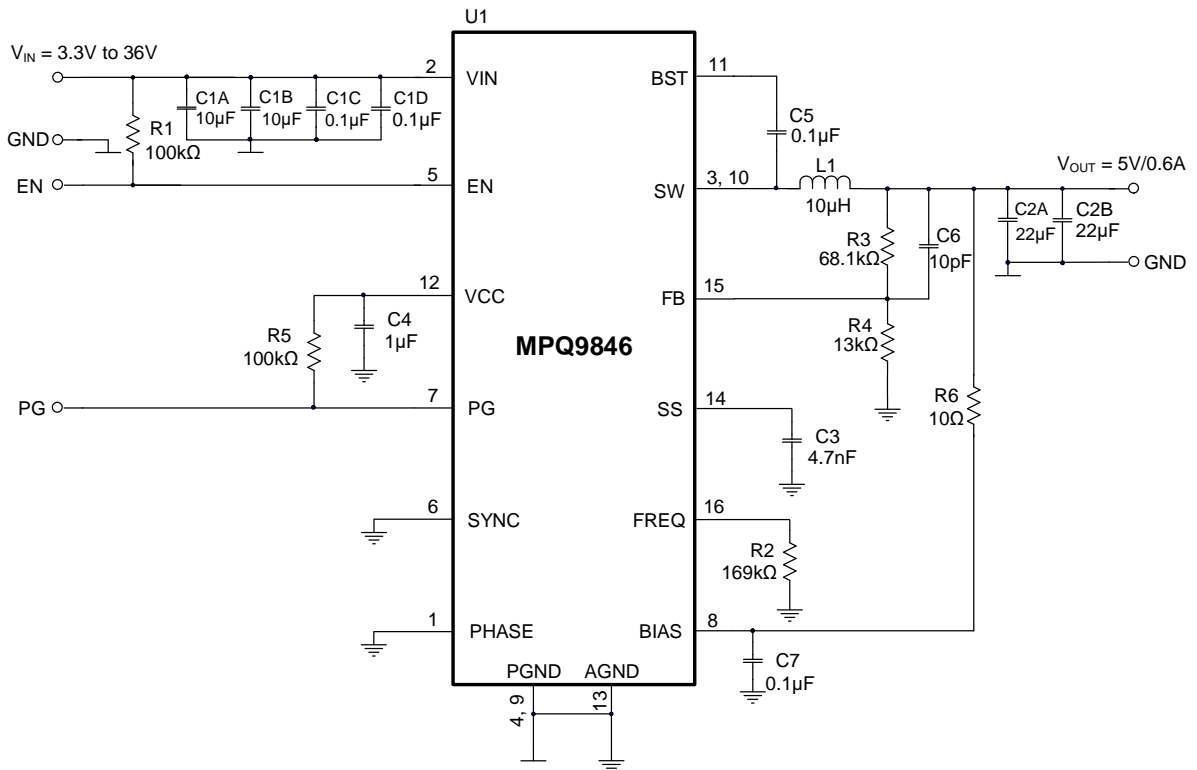 U1
V_IN = 3.3V to 36V
2
VIN
BST
11
C1A
10µF
C1B
10µF
C1C
0.1µF
C1D
0.1µF
C5
0.1µF
GND
R1
100kΩ
EN
5
EN
SW
3, 10
L1
10µH
V_OUT = 5V/0.6A
C2A
22µF
C2B
22µF
GND
R3
68.1kΩ
C6
10pF
12
VCC
FB
15
C4
1µF
R5
100kΩ
MPQ9846
R4
13kΩ
R6
10Ω
PG
7
PG
SS
14
C3
4.7nF
6
SYNC
FREQ
16
R2
169kΩ
1
PHASE
BIAS
8
C7
0.1µF
PGND
AGND
4, 9
13